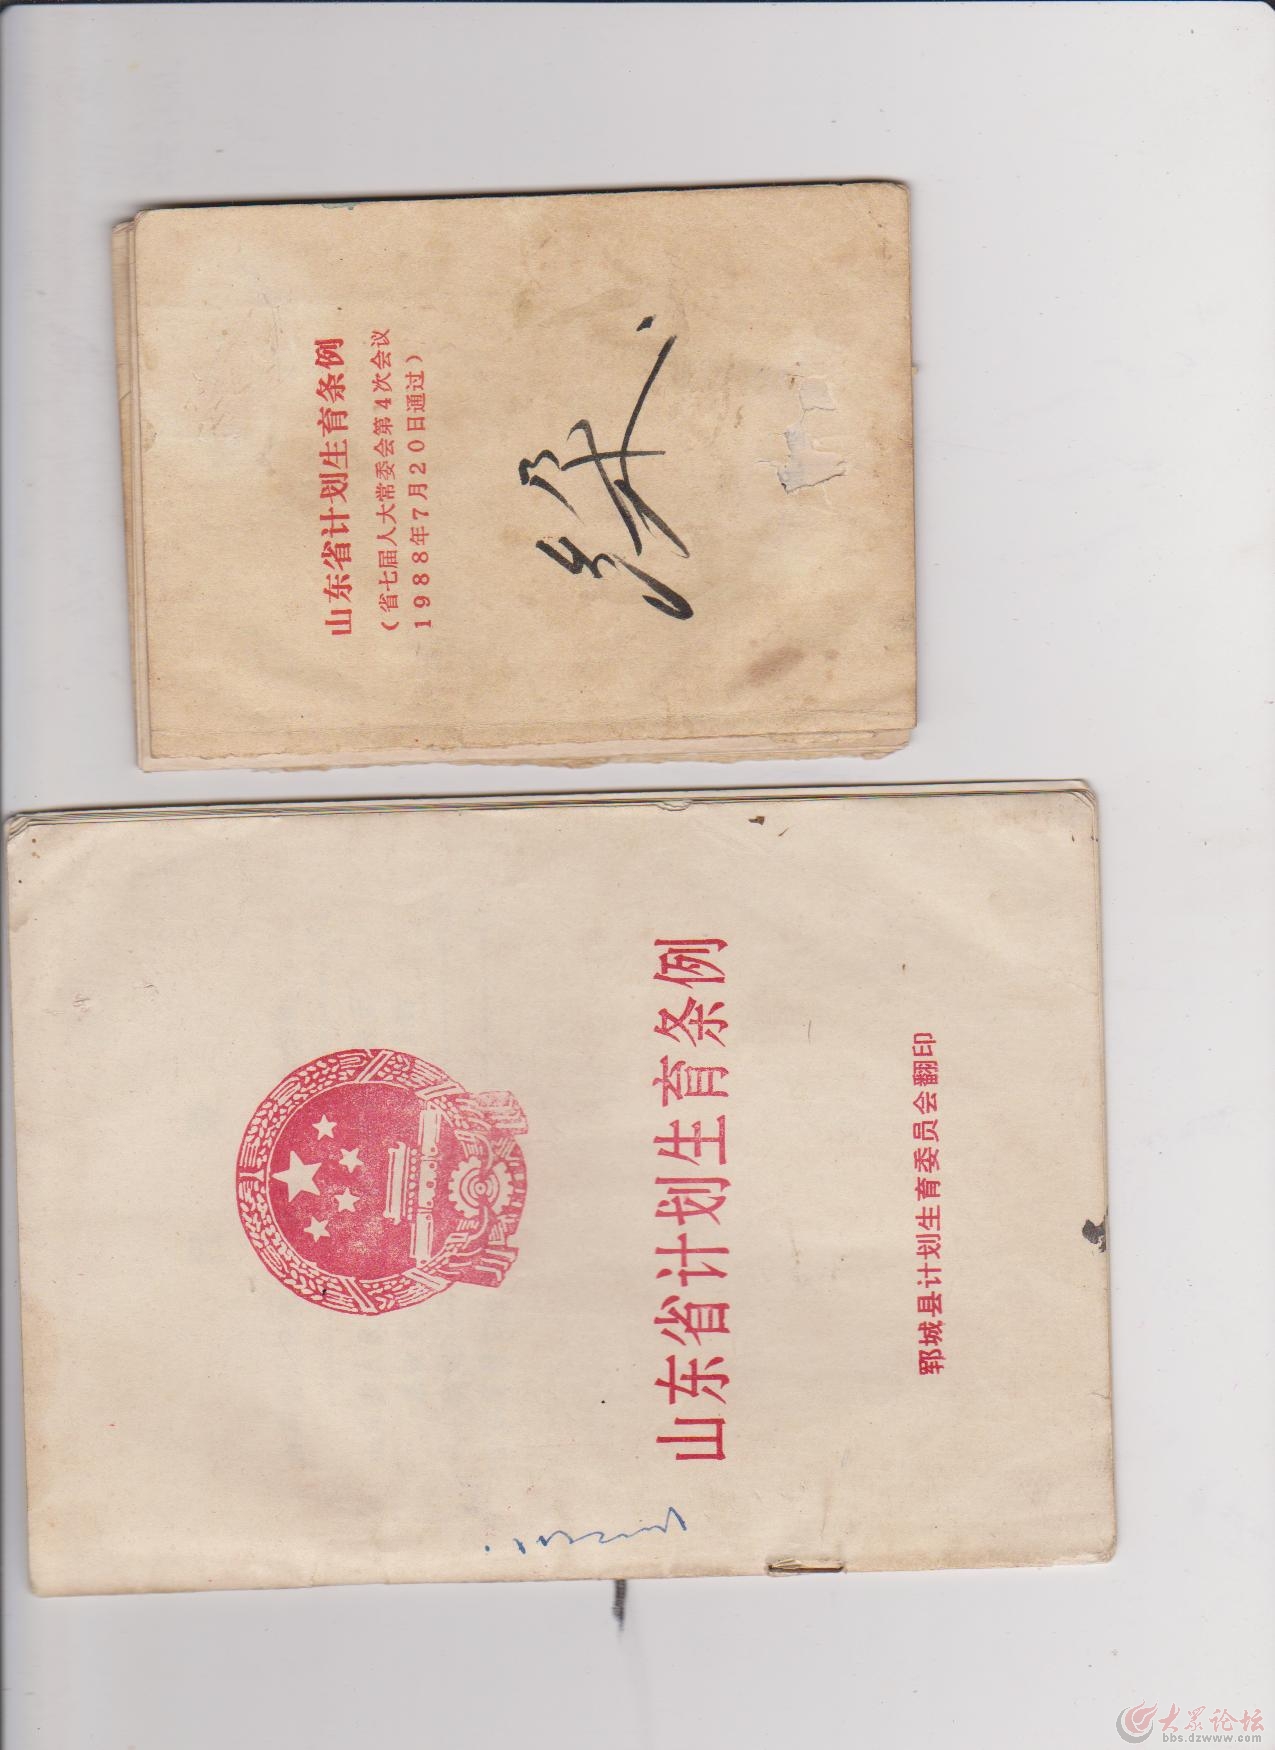 山东省计划生育条例
（省七届人大常委会第4次会议
1988年7月20日通过）
山东省计划生育条例
郓城县计划生育委员会翻印
大众论坛
bbs.dzwww.com